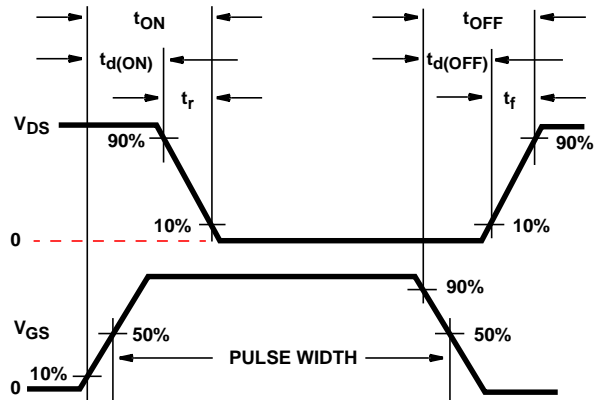 tON tOFF
td(ON) td(OFF)
tr tf
VDS
90% 90%
10% 10%
0
90%
VGS 50% 50%
10% PULSE WIDTH
0